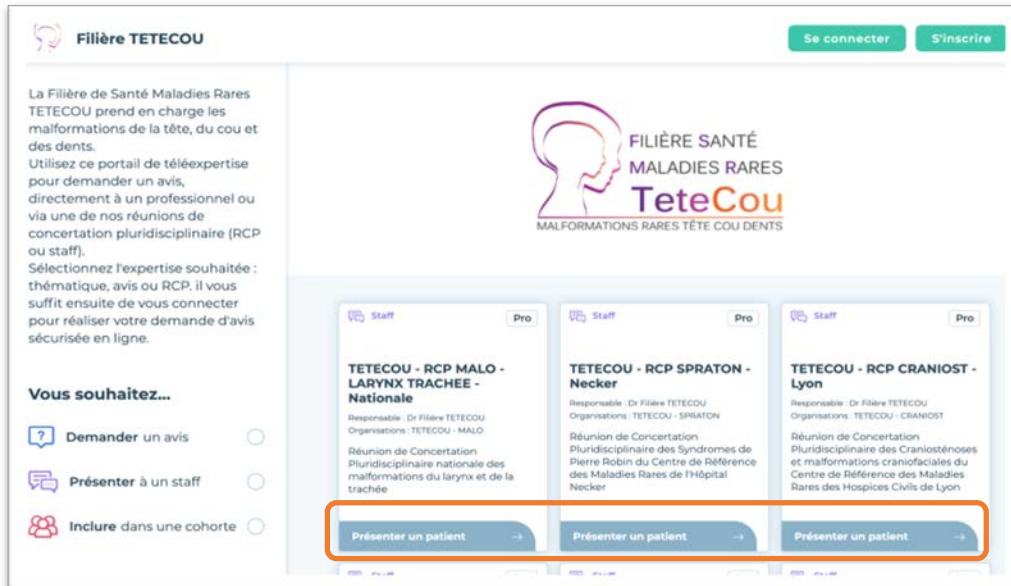 Filière TETECOU
Se connecter
S'inscrire
La Filière de Santé Maladies Rares
TETECOU prend en charge les
malformations de la tête, du cou et
des dents.
Utilisez ce portail de téléexpertise
pour demander un avis,
directement à un professionnel ou
via une de nos réunions de
concertation pluridisciplinaire (RCP
ou staff).
Sélectionnez l'expertise souhaitée :
thématique, avis ou RCP. il vous
suffit ensuite de vous connecter
pour réaliser votre demande d'avis
sécurisée en ligne.
Vous souhaitez...
Demander un avis
Présenter à un staff
Inclure dans une cohorte
FILIÈRE SANTÉ
MALADIES RARES
TeteCou
MALFORMATIONS RARES TÊTE COU DENTS
Staff
Pro
TETECOU - RCP MALO -
LARYNX TRACHEE -
Nationale
Responsable : Dr Filière TETECOU
Organisations : TETECOU - MALO
Réunion de Concertation
Pluridisciplinaire nationale des
malformations du larynx et de la
trachée
Présenter un patient
Staff
Pro
TETECOU - RCP SPRATON -
Necker
Responsable : Dr Filière TETECOU
Organisations : TETECOU - SPRATON
Réunion de Concertation
Pluridisciplinaire des Syndromes de
Pierre Robin du Centre de Référence
des Maladies Rares de l'Hôpital
Necker
Présenter un patient
Staff
Pro
TETECOU - RCP CRANIOST -
Lyon
Responsable : Dr Filière TETECOU
Organisations : TETECOU - CRANIOST
Réunion de Concertation
Pluridisciplinaire des Craniosténoses
et malformations craniofaciales du
Centre de Référence des Maladies
Rares des Hospices Civils de Lyon
Présenter un patient